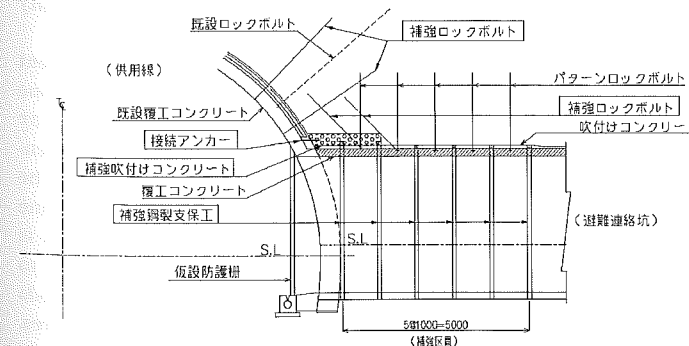 既設ロックボルト
補強ロックボルト
(供用線)
パターンロックボルト
既設覆工コンクリート
補強ロックボルト
吹付けコンクリー
接続アンカー
補強吹付けコンクリート
覆工コンクリート
補強鋼製支保工
(避難連絡坑)
S.L
S.L
仮設防護柵
5@1000=5000
(補強区間)